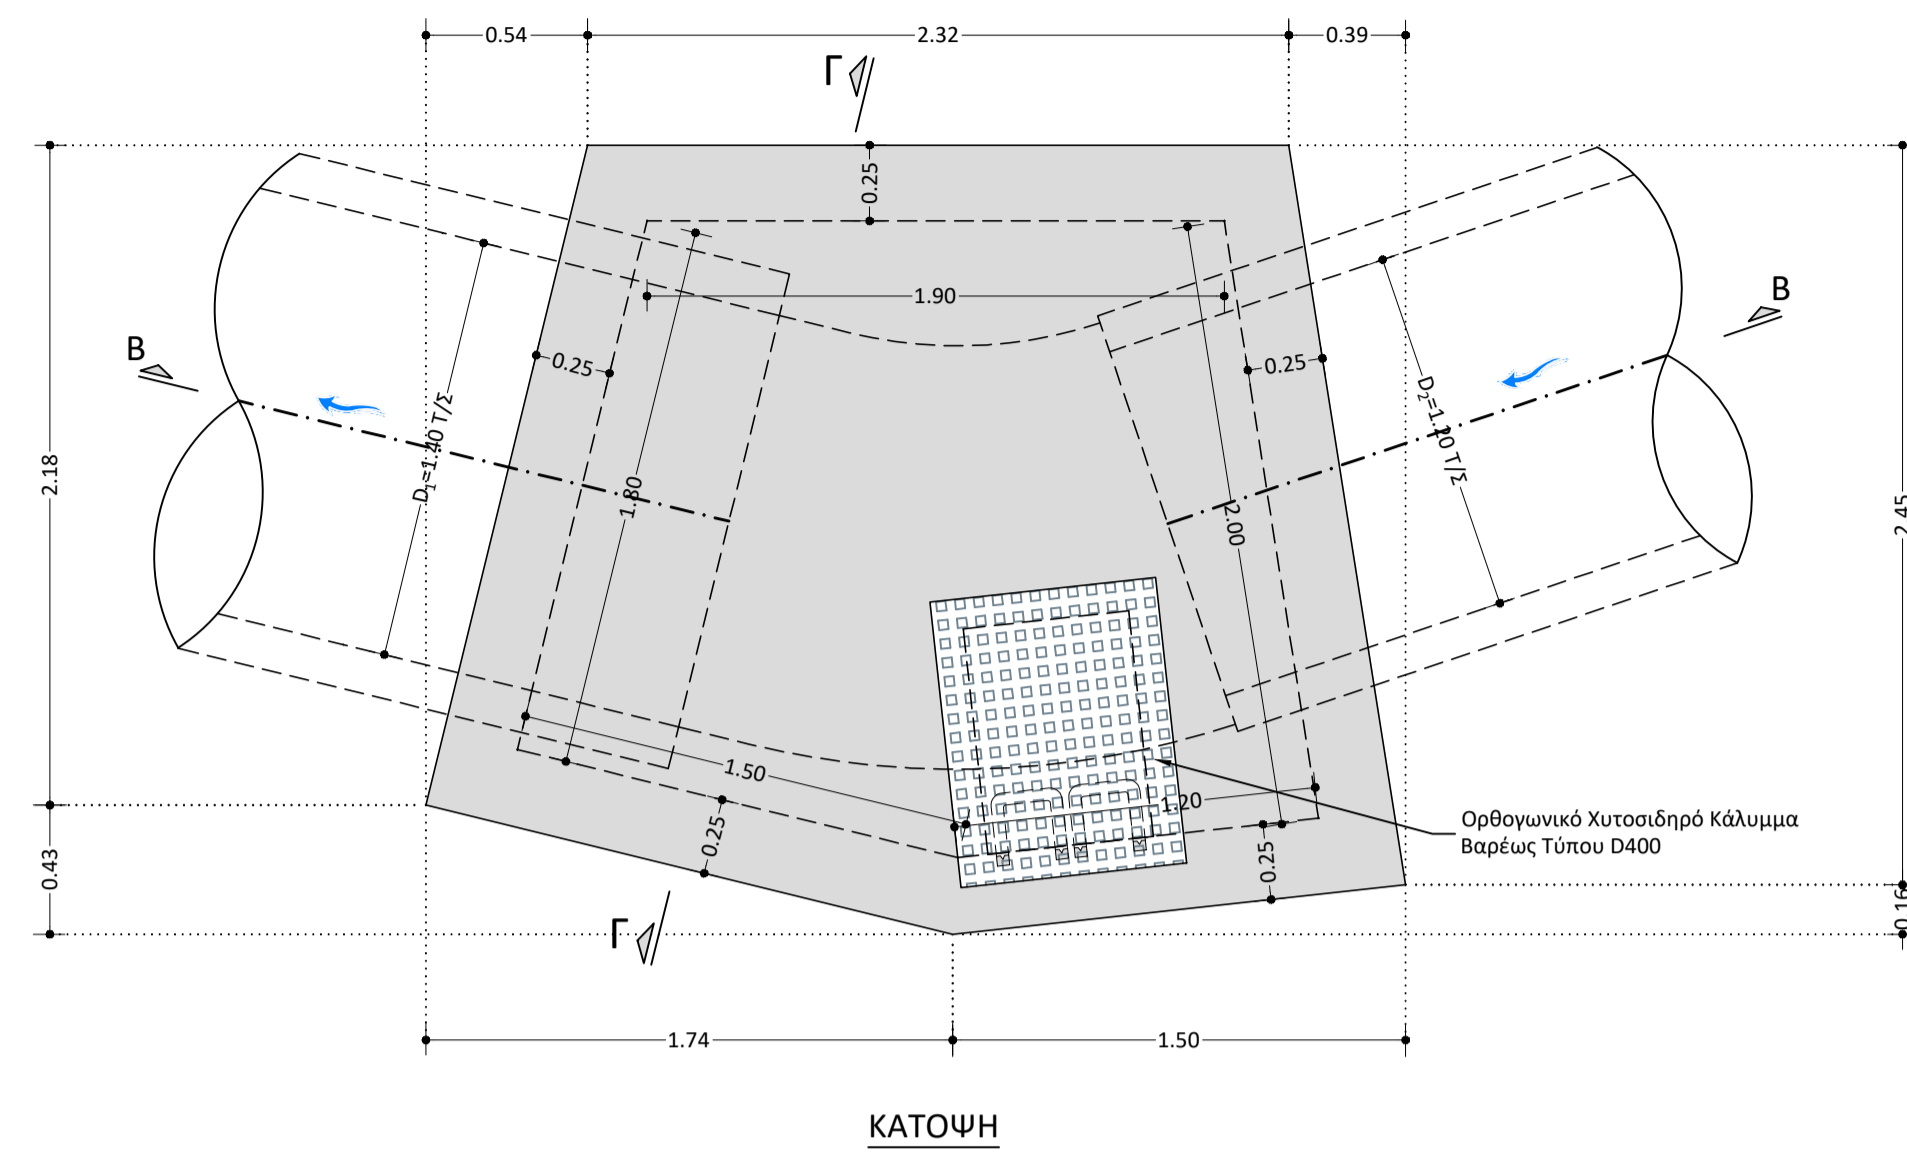 0.54
2.32
0.39
Γ
0.25
1.90
B
B
0.25
0.25
D₁=1.40 Τ/Σ
D₂=1.20 Τ/Σ
2.18
1.80
2.00
2.45
1.50
1.20
0.25
0.25
Ορθογωνικό Χυτοσιδηρό Κάλυμμα
Βαρέως Τύπου D400
0.43
0.16
Γ
1.74
1.50
ΚΑΤΟΨΗ